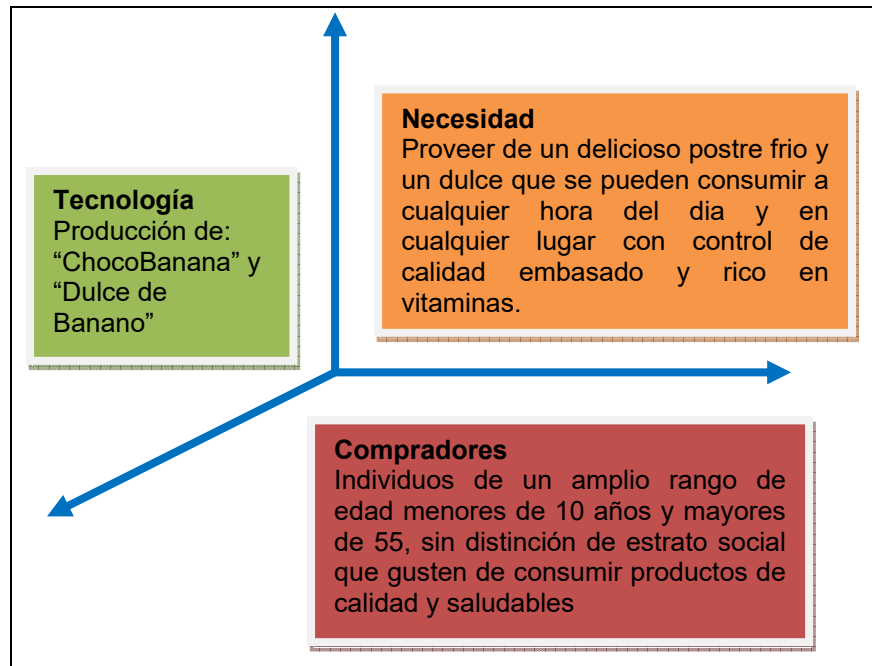 Necesidad
Proveer de un delicioso postre frio y
un dulce que se pueden consumir a
cualquier hora del dia y en
cualquier lugar con control de
calidad embasado y rico en
vitaminas.
Tecnología
Producción de:
“ChocoBanana” y
“Dulce de
Banano”
Compradores
Individuos de un amplio rango de
edad menores de 10 años y mayores
de 55, sin distinción de estrato social
que gusten de consumir productos de
calidad y saludables